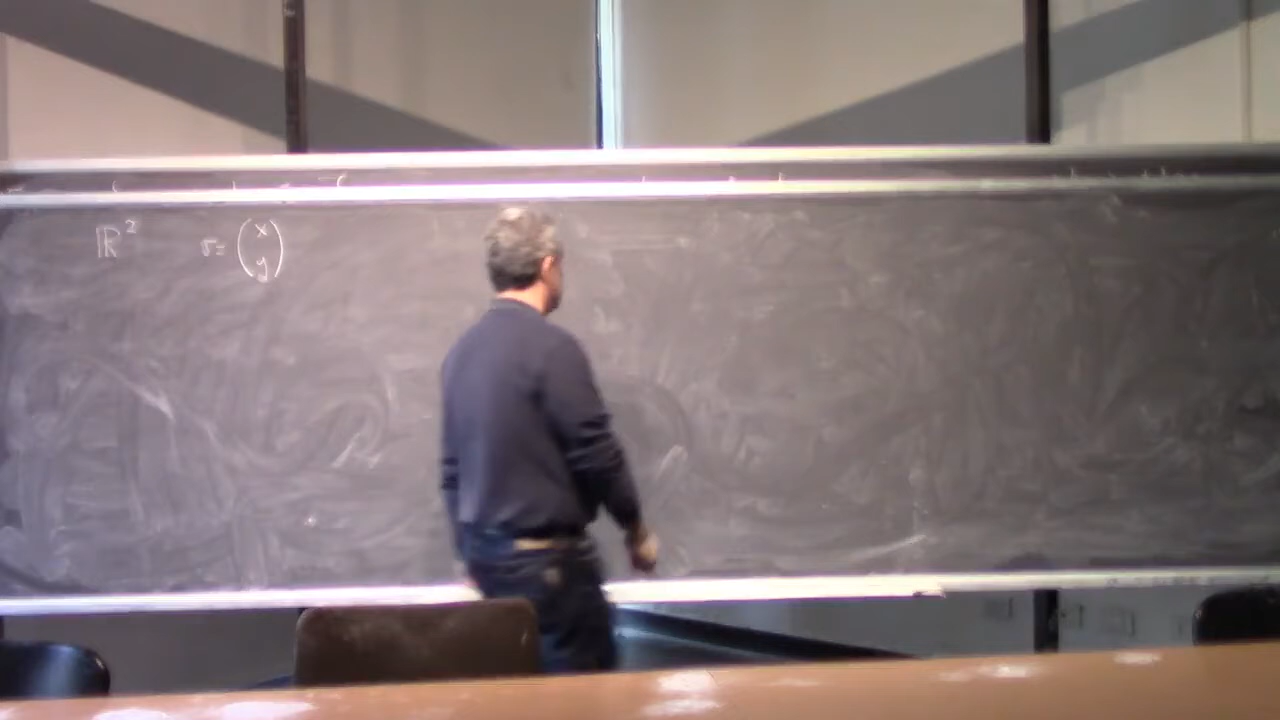 ℝ² v = (x
y)